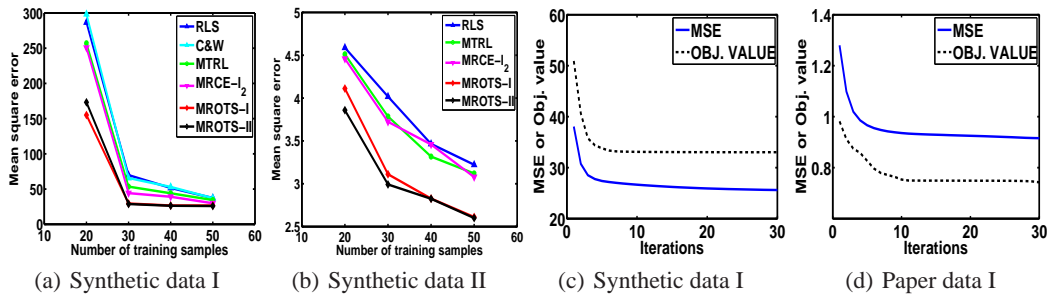 RLS
C&W
MTRL
MRCE−I2
MROTS−I
MROTS−II
300
250
200
150
100
50
0
10 20 30 40 50 60
Mean square error
Number of training samples
(a) Synthetic data I
RLS
MTRL
MRCE−I2
MROTS−I
MROTS−II
5
4.5
4
3.5
3
2.5
10 20 30 40 50 60
Mean square error
Number of training samples
(b) Synthetic data II
MSE
OBJ. VALUE
60
50
40
30
20
0 10 20 30
MSE or Obj. value
Iterations
(c) Synthetic data I
MSE
OBJ. VALUE
1.4
1.2
1
0.8
0 10 20 30
MSE or Obj. Value
Iterations
(d) Paper data I